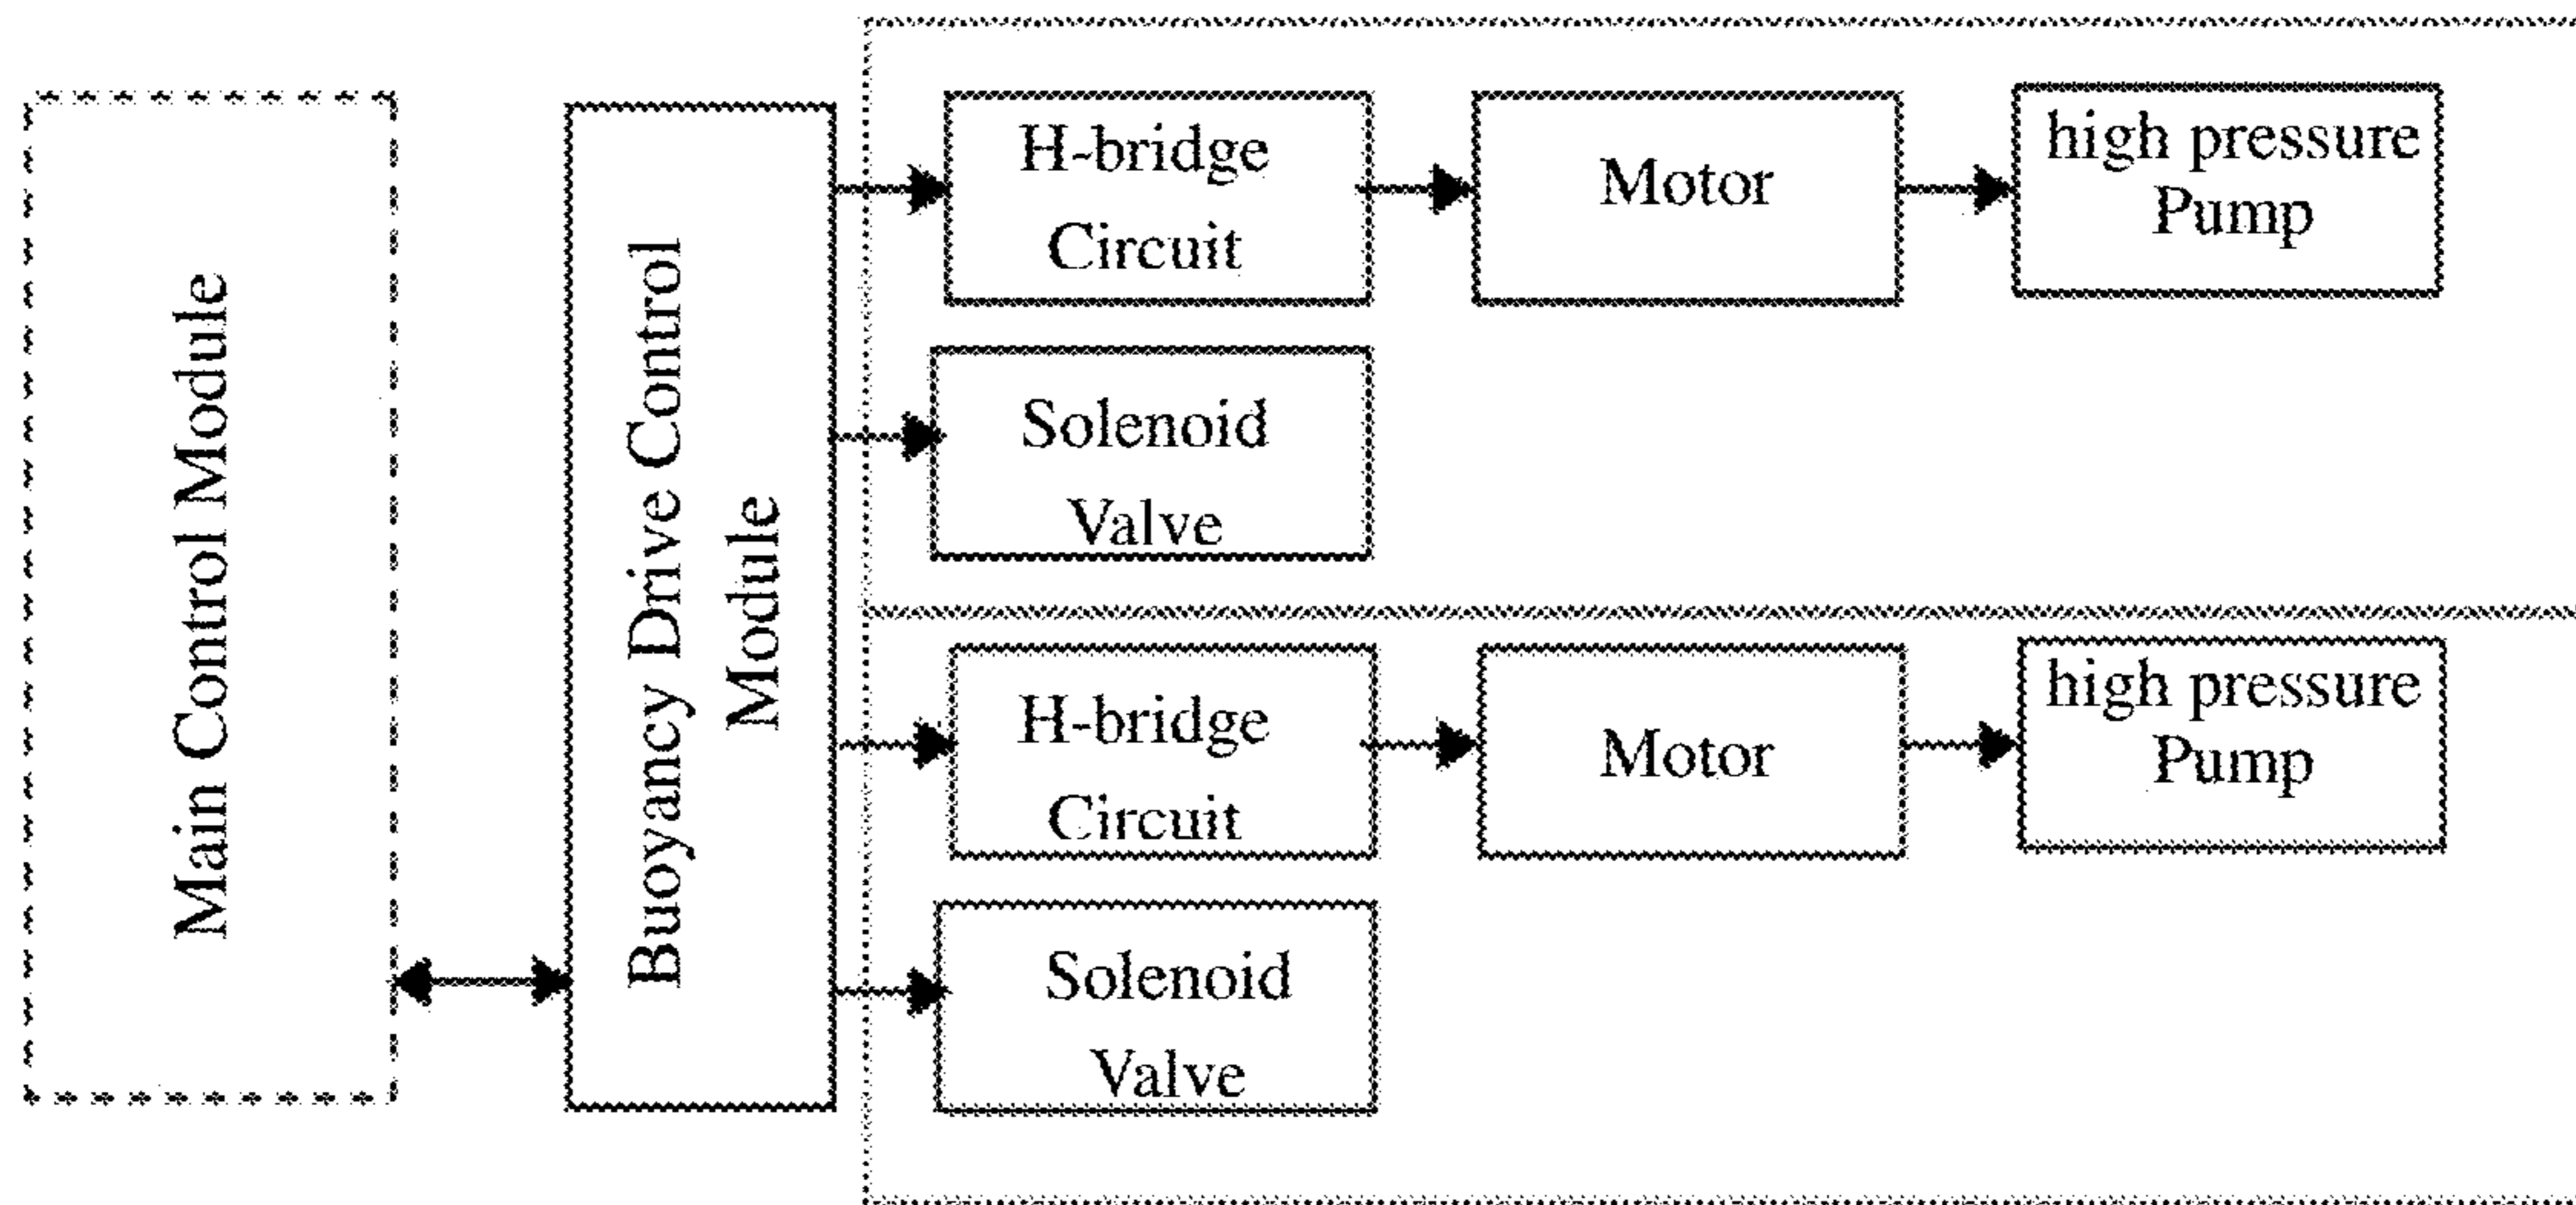 Main Control Module
Buoyancy Drive Control
Module
H-bridge
Circuit
Motor
high pressure
Pump
Solenoid
Valve
H-bridge
Circuit
Motor
high pressure
Pump
Solenoid
Valve